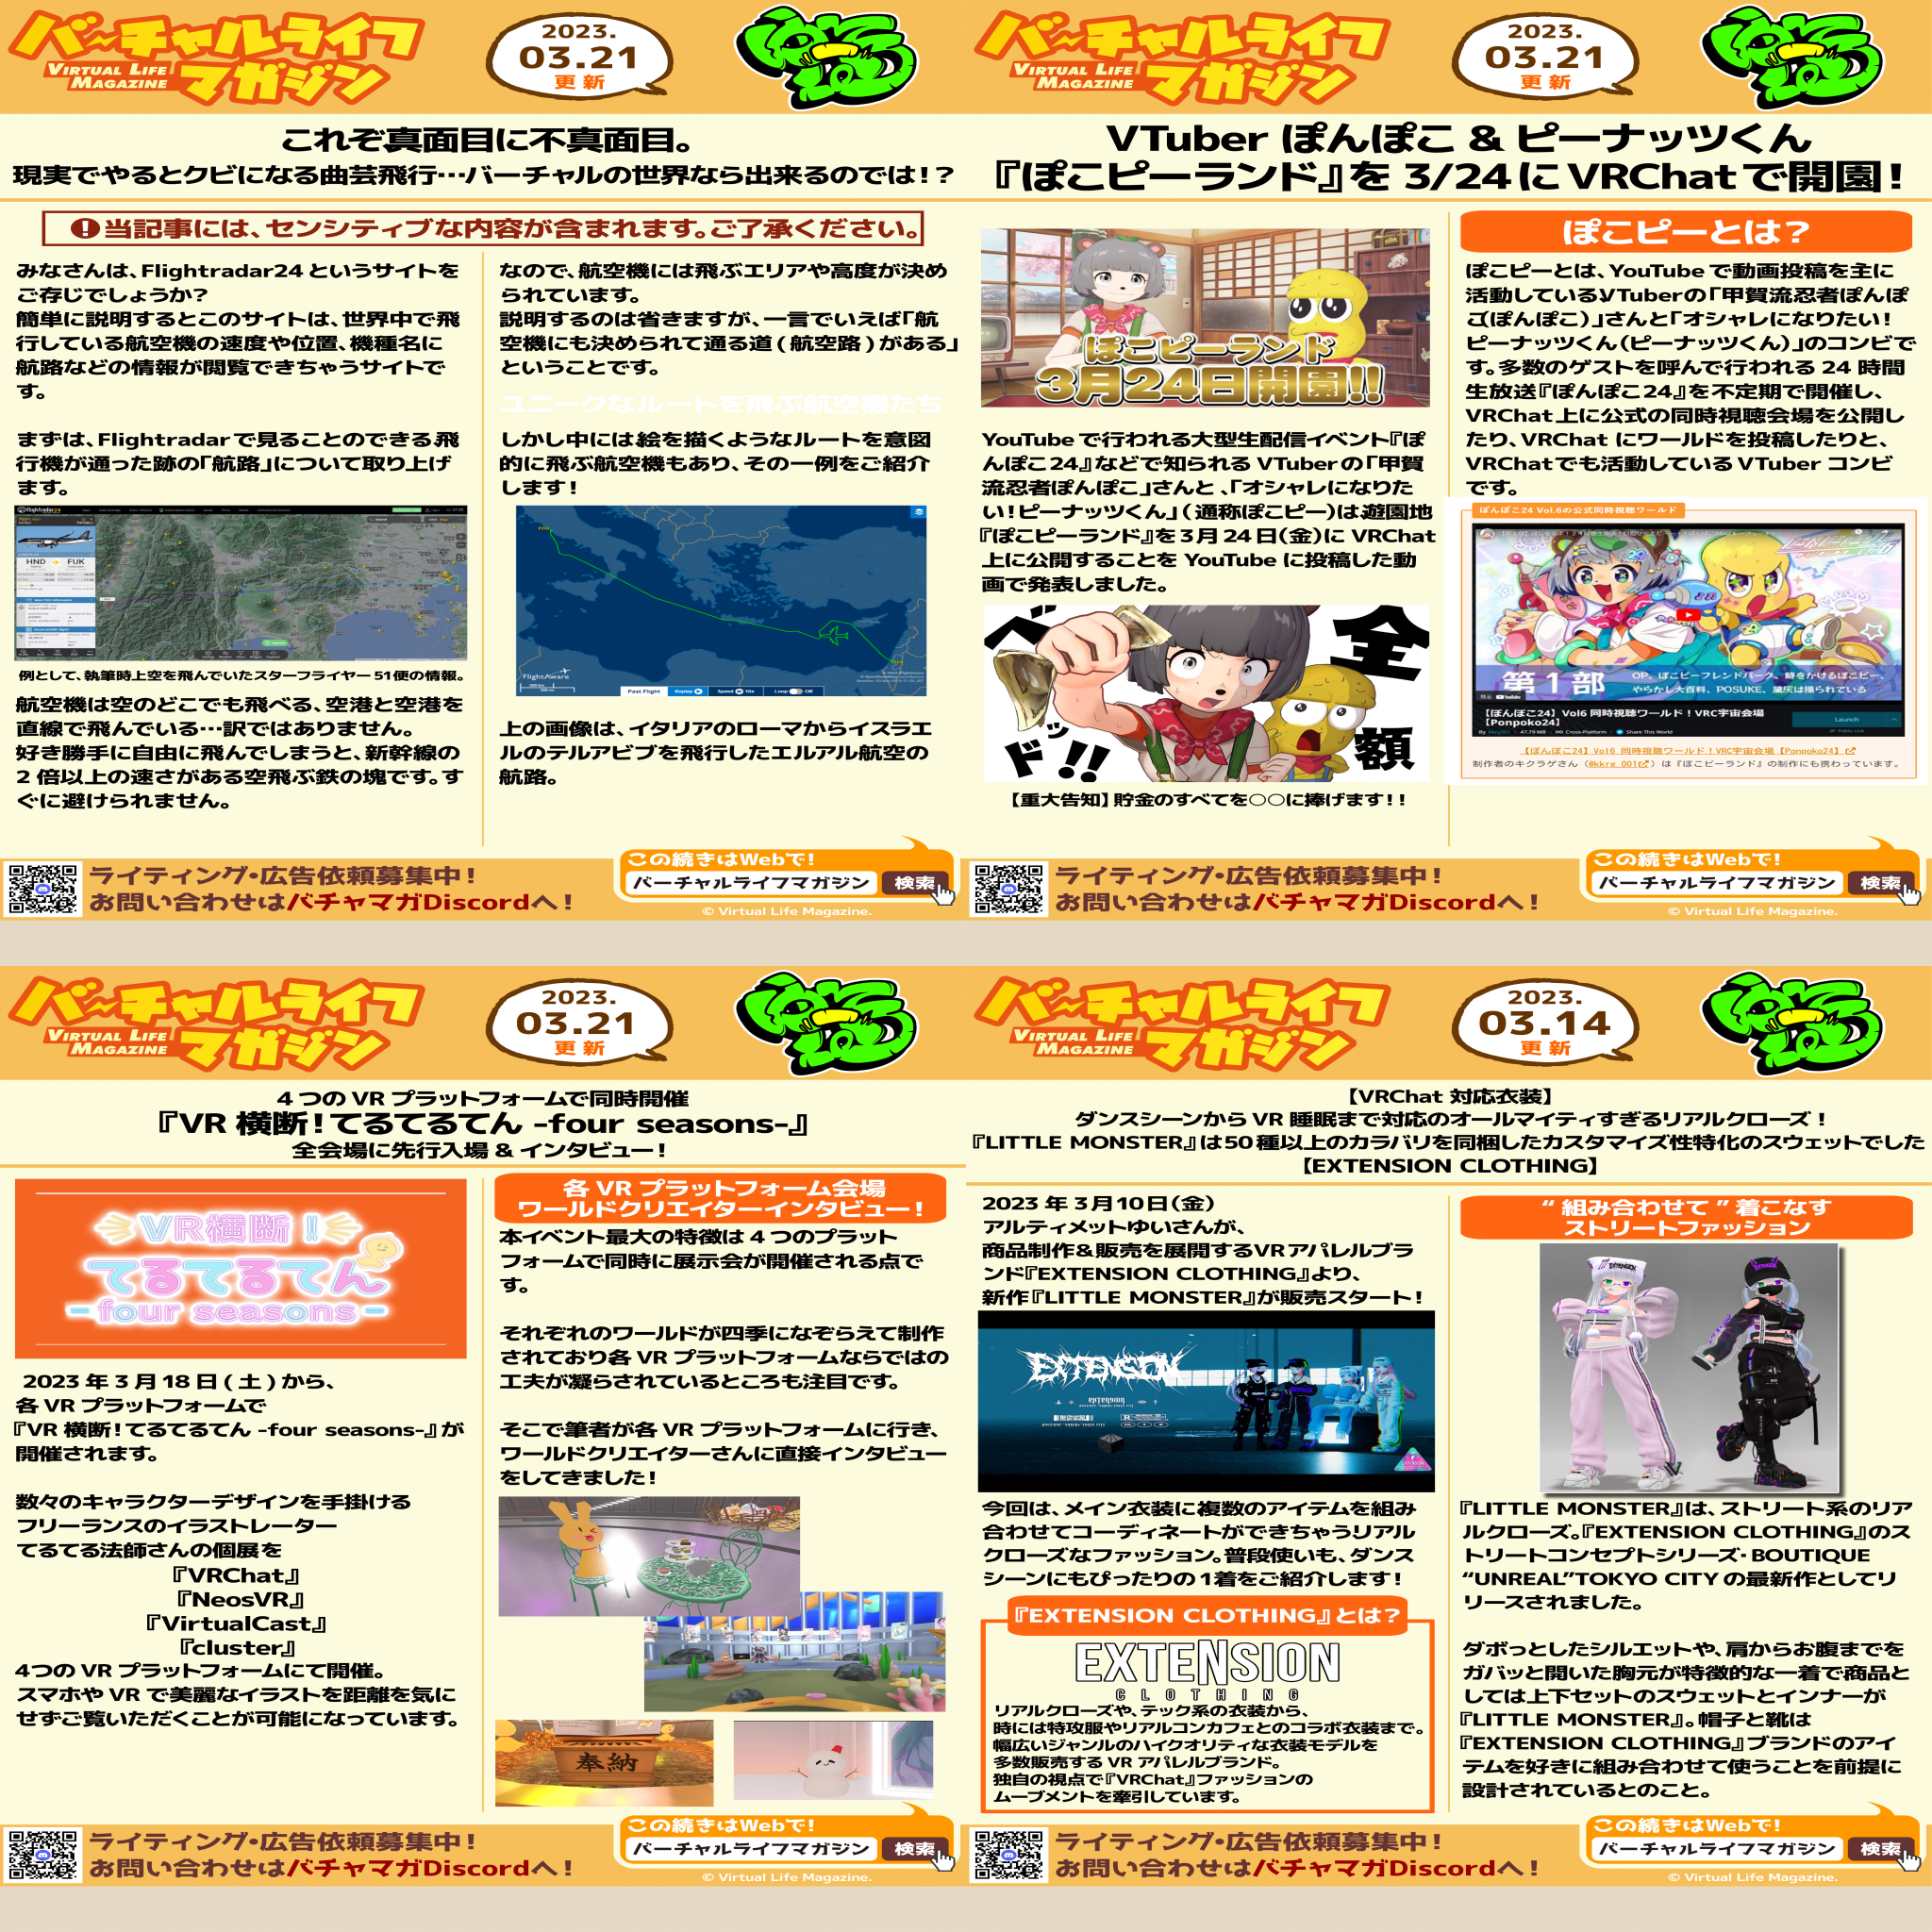 バーチャルライフ
マガジン
VIRTUAL LIFE
MAGAZINE
2023.
03.21
更新
これぞ真面目に不真面目。
現実でやるとクビになる曲芸飛行…バーチャルの世界なら出来るのでは!?
!当記事には、センシティブな内容が含まれます。ご了承ください。
みなさんは、Flightradar24 というサイトを
ご存じでしょうか?
簡単に説明するとこのサイトは、世界中で飛
行している航空機の速度や位置、機種名に
航路などの情報が閲覧できちゃうサイトで
す。
まずは、Flightradarで見ることのできる飛
行機が通った跡の「航路」について取り上げ
ます。
flightradar24
HND
FUK
例として、執筆時上空を飛んでいたスターフライヤー 51便の情報。
航空機は空のどこでも飛べる、空港と空港を
直線で飛んでいる…訳ではありません。
好き勝手に自由に飛んでしまうと、新幹線の
2 倍以上の速さがある空飛ぶ鉄の塊です。す
ぐに避けられません。
なので、航空機には飛ぶエリアや高度が決め
られています。
説明するのは省きますが、一言でいえば「航
空機にも決められて通る道 ( 航空路 ) がある」
ということです。
ユニークなルートを飛ぶ航空機たち
しかし中には絵を描くようなルートを意図
的に飛ぶ航空機もあり、その一例をご紹介
します!
FlightAware
Past Flight
Replay
Speed 10x
Loop Off
上の画像は、イタリアのローマからイスラエ
ルのテルアビブを飛行したエルアル航空の
航路。
ライティング・広告依頼募集中!
お問い合わせはバチャマガDiscordへ!
この続きはWebで!
バーチャルライフマガジン
検索
© Virtual Life Magazine.
バーチャルライフ
マガジン
VIRTUAL LIFE
MAGAZINE
2023.
03.21
更新
VTuber ぽんぽこ & ピーナッツくん
『ぽこピーランド』を 3/24 に VRChat で開園!
ぽこピーランド
3月24日開園!!
YouTube で行われる大型生配信イベント『ぽ
んぽこ24』などで知られる VTuber の「甲賀
流忍者ぽんぽこ」さんと 、「オシャレになりた
い!ピーナッツくん」( 通称ぽこピー)は遊園地
『ぽこピーランド』を 3 月 24 日(金)に VRChat
上に公開することを YouTube に投稿した動
画で発表しました。
全額
ベッド!!
【重大告知】貯金のすべてを○○に捧げます!!
ぽこピーとは?
ぽこピーとは、YouTube で動画投稿を主に
活動しているVTuberの「甲賀流忍者ぽんぽ
こ(ぽんぽこ)」さんと「オシャレになりたい!
ピーナッツくん(ピーナッツくん)」のコンビで
す。多数のゲストを呼んで行われる 24 時間
生放送『ぽんぽこ24』を不定期で開催し、
VRChat 上に公式の同時視聴会場を公開し
たり、VRChat にワールドを投稿したりと、
VRChatでも活動している VTuber コンビ
です。
ぽんぽこ24 Vol.6の公式同時視聴ワールド
第1部
OP、ぽこピーフレンドパーク、時をかけるぽこピー、
やらかし大百科、POSUKE、黛灰は撮られている
見る YouTube
【ぽんぽこ24】Vol6 同時視聴ワールド!VRC宇宙会場
【Ponpoko24】
Launch
47.79 MB
Cross-Platform
Share This World
Public Link
【ぽんぽこ24】Vol6 同時視聴ワールド!VRC宇宙会場【Ponpoko24】
制作者のキクラゲさん(@kkrg_001)は『ぽこピーランド』の制作にも携わっています。
ライティング・広告依頼募集中!
お問い合わせはバチャマガDiscordへ!
この続きはWebで!
バーチャルライフマガジン
検索
© Virtual Life Magazine.
バーチャルライフ
マガジン
VIRTUAL LIFE
MAGAZINE
2023.
03.21
更新
4 つの VR プラットフォームで同時開催
『VR 横断!てるてるてん -four seasons-』
全会場に先行入場 & インタビュー!
VR横断!!
てるてるてん
-four seasons-
2023 年 3 月 18 日 ( 土 ) から、
各 VR プラットフォームで
『VR 横断!てるてるてん -four seasons-』が
開催されます。
数々のキャラクターデザインを手掛ける
フリーランスのイラストレーター
てるてる法師さんの個展を
『VRChat』
『NeosVR』
『VirtualCast』
『cluster』
4つの VR プラットフォームにて開催。
スマホや VR で美麗なイラストを距離を気に
せずご覧いただくことが可能になっています。
各 VR プラットフォーム会場
ワールドクリエイターインタビュー!
本イベント最大の特徴は 4 つのプラット
フォームで同時に展示会が開催される点で
す。
それぞれのワールドが四季になぞらえて制作
されており各 VR プラットフォームならではの
工夫が凝らされているところも注目です。
そこで筆者が各 VR プラットフォームに行き、
ワールドクリエイターさんに直接インタビュー
をしてきました!
奉納
ライティング・広告依頼募集中!
お問い合わせはバチャマガDiscordへ!
この続きはWebで!
バーチャルライフマガジン
検索
© Virtual Life Magazine.
バーチャルライフ
マガジン
VIRTUAL LIFE
MAGAZINE
2023.
03.14
更新
【VRChat 対応衣装】
ダンスシーンから VR 睡眠まで対応のオールマイティすぎるリアルクローズ!
『LITTLE MONSTER』は50種以上のカラバリを同梱したカスタマイズ性特化のスウェットでした
【EXTENSION CLOTHING】
2023 年 3月10日(金)
アルティメットゆいさんが、
商品制作&販売を展開するVRアパレルブラ
ンド『EXTENSION CLOTHING』より、
新作『LITTLE MONSTER』が販売スタート!
EXTENSION
EXTENSION
今回は、メイン衣装に複数のアイテムを組み
合わせてコーディネートができちゃうリアル
クローズなファッション。普段使いも、ダンス
シーンにもぴったりの1着をご紹介します!
『EXTENSION CLOTHING』とは?
EXTENSION
CLOTHING
リアルクローズや、テック系の衣装から、
時には特攻服やリアルコンカフェとのコラボ衣装まで。
幅広いジャンルのハイクオリティな衣装モデルを
多数販売する VR アパレルブランド。
独自の視点で『VRChat』ファッションの
ムーブメントを牽引しています。
“ 組み合わせて ” 着こなす
ストリートファッション
『LITTLE MONSTER』は、ストリート系のリア
ルクローズ。『EXTENSION CLOTHING』のス
トリートコンセプトシリーズ・BOUTIQUE
“UNREAL”TOKYO CITY の最新作としてリ
リースされました。
ダボっとしたシルエットや、肩からお腹までを
ガバッと開いた胸元が特徴的な一着で商品と
しては上下セットのスウェットとインナーが
『LITTLE MONSTER』。帽子と靴は
『EXTENSION CLOTHING』ブランドのアイ
テムを好きに組み合わせて使うことを前提に
設計されているとのこと。
ライティング・広告依頼募集中!
お問い合わせはバチャマガDiscordへ!
この続きはWebで!
バーチャルライフマガジン
検索
© Virtual Life Magazine.